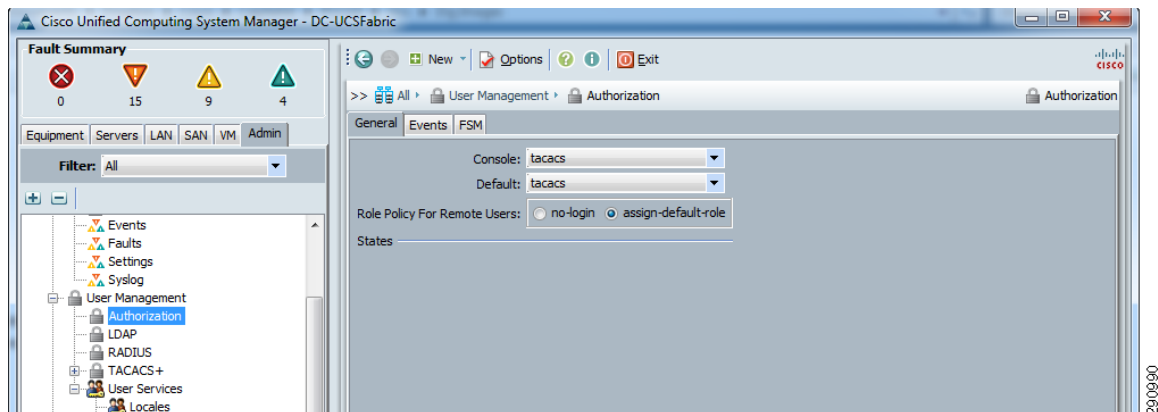 Cisco Unified Computing System Manager - DC-UCSFabric
Fault Summary
0 15 9 4
Equipment Servers LAN SAN VM Admin
Filter: All
Events
Faults
Settings
Syslog
User Management
Authorization
LDAP
RADIUS
TACACS+
User Services
Locales
New Options Exit
cisco
>> All User Management Authorization
Authorization
General Events FSM
Console: tacacs
Default: tacacs
Role Policy For Remote Users: no-login assign-default-role
States
290990